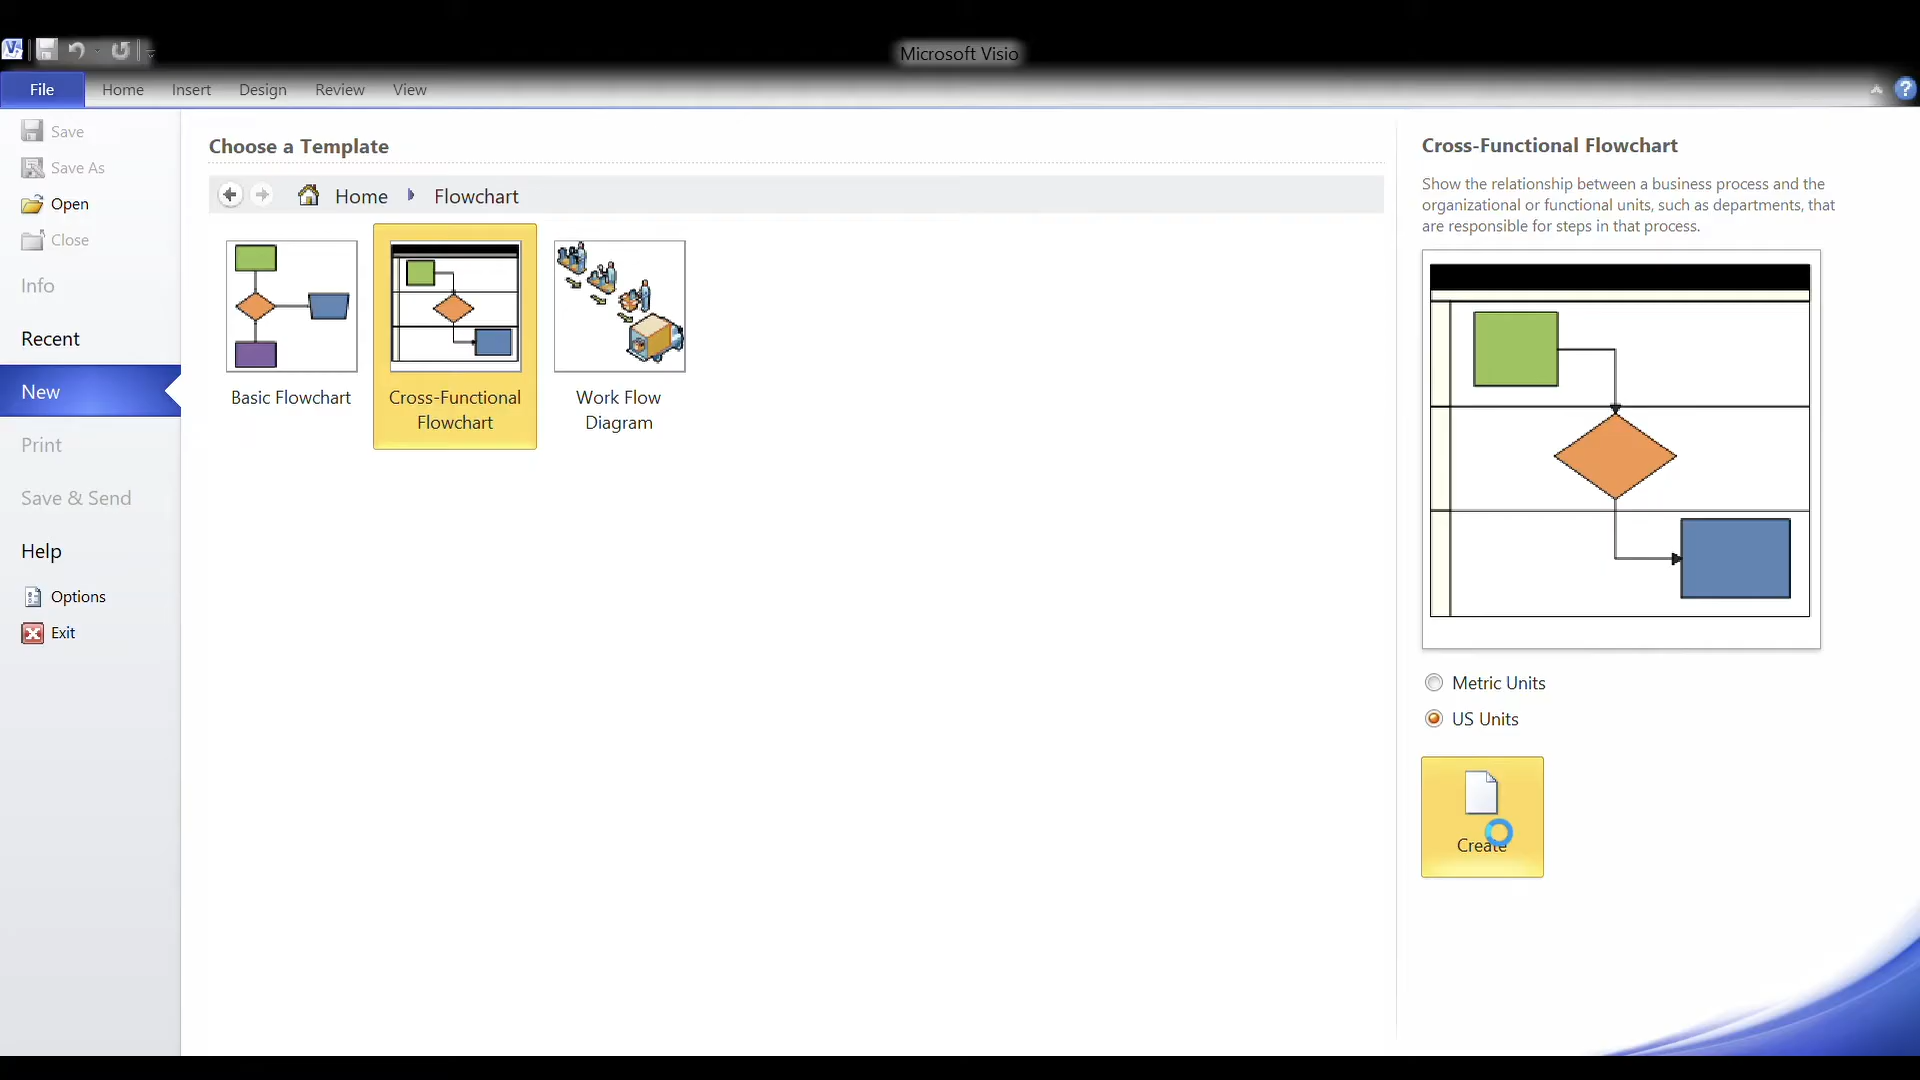 Microsoft Visio
File Home Insert Design Review View
Save
Save As
Open
Close
Info
Recent
New
Print
Save & Send
Help
Options
Exit
Choose a Template
Home Flowchart
Basic Flowchart
Cross-Functional
Flowchart
Work Flow
Diagram
Cross-Functional Flowchart
Show the relationship between a business process and the
organizational or functional units, such as departments, that
are responsible for steps in that process.
Metric Units
US Units
Create